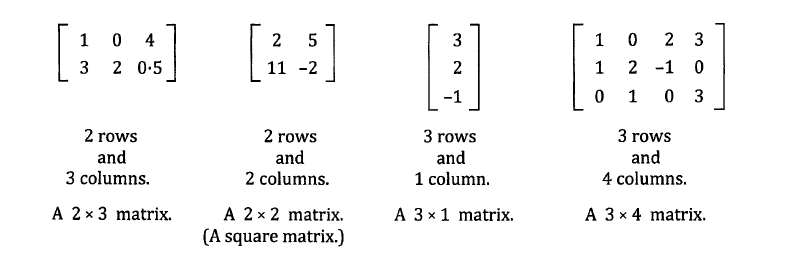 [ 1 0 4 ] [ 2 5 ] [ 3 ] [ 1 0 2 3 ]
[ 3 2 0·5 ] [ 11 –2 ] [ 2 ] [ 1 2 –1 0 ]
[ –1 ] [ 0 1 0 3 ]
2 rows
and
3 columns.
A 2 × 3 matrix.
2 rows
and
2 columns.
A 2 × 2 matrix.
(A square matrix.)
3 rows
and
1 column.
A 3 × 1 matrix.
3 rows
and
4 columns.
A 3 × 4 matrix.